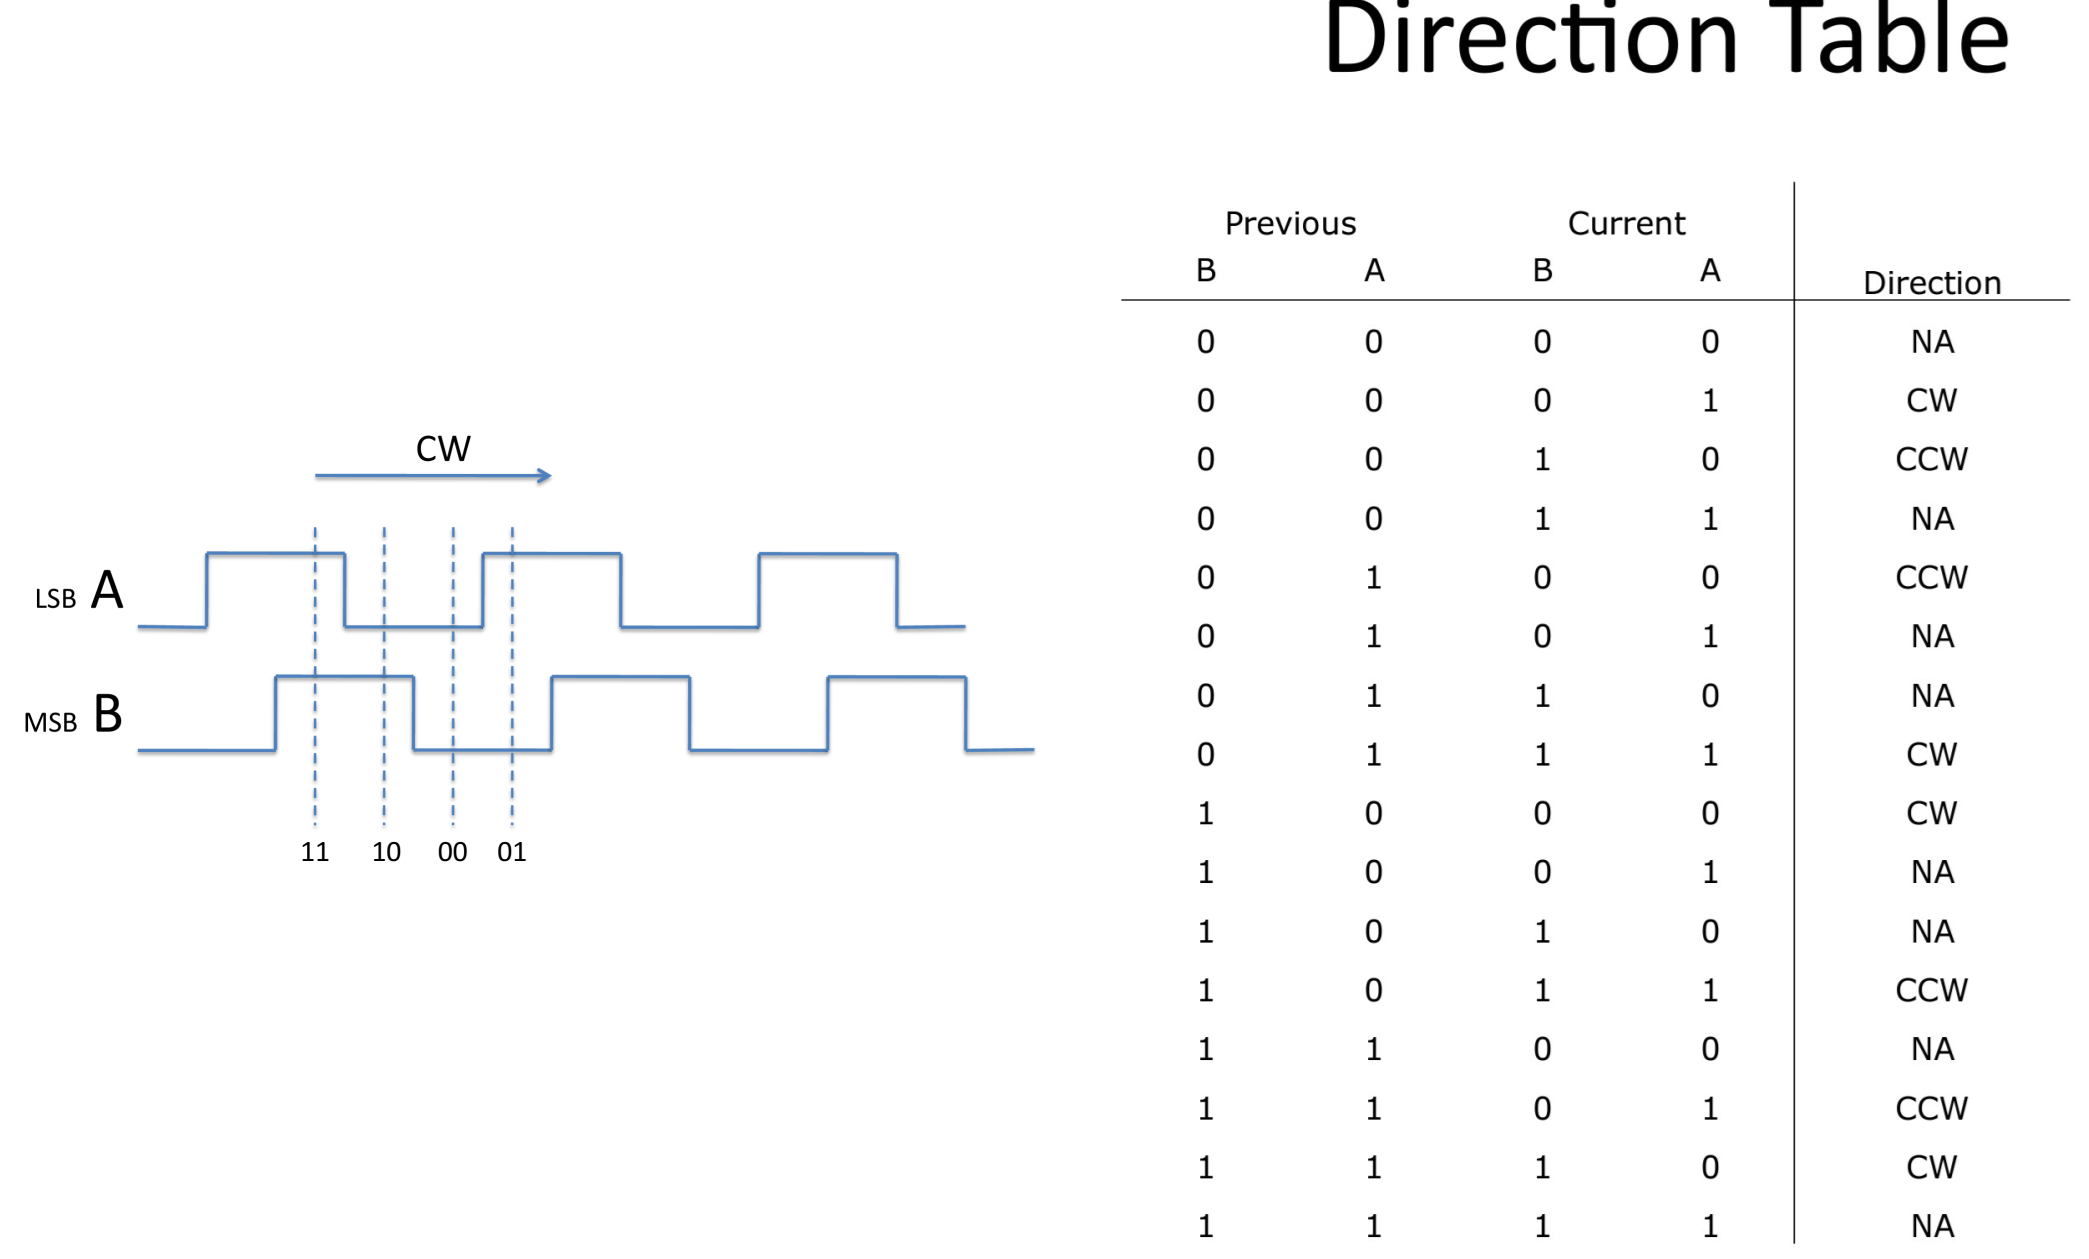 Direction Table
CW
LSB A
MSB B
11 10 00 01
Previous Current
B A B A Direction
0 0 0 0 NA
0 0 0 1 CW
0 0 1 0 CCW
0 0 1 1 NA
0 1 0 0 CCW
0 1 0 1 NA
0 1 1 0 NA
0 1 1 1 CW
1 0 0 0 CW
1 0 0 1 NA
1 0 1 0 NA
1 0 1 1 CCW
1 1 0 0 NA
1 1 0 1 CCW
1 1 1 0 CW
1 1 1 1 NA